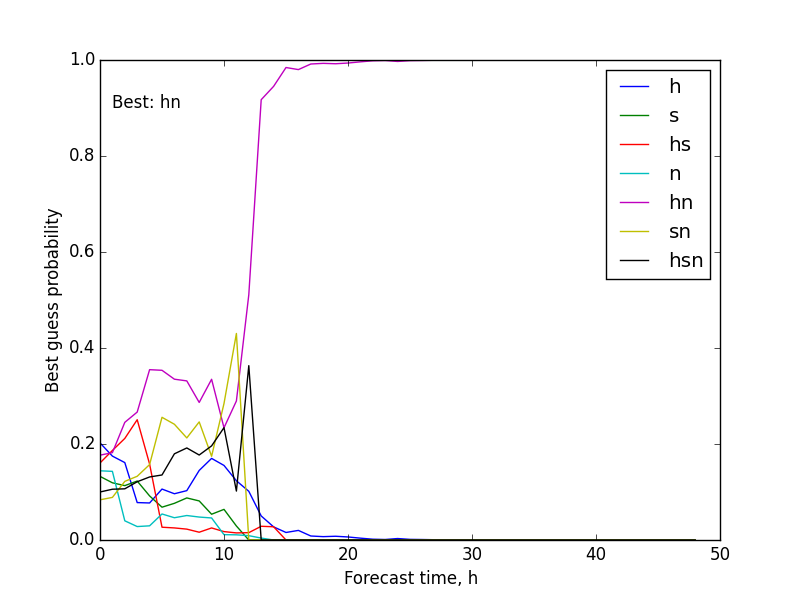 1.0
0.8
0.6
0.4
0.2
0.0
0
10
20
30
40
50
Best: hn
h
s
hs
n
hn
sn
hsn
Best guess probability
Forecast time, h